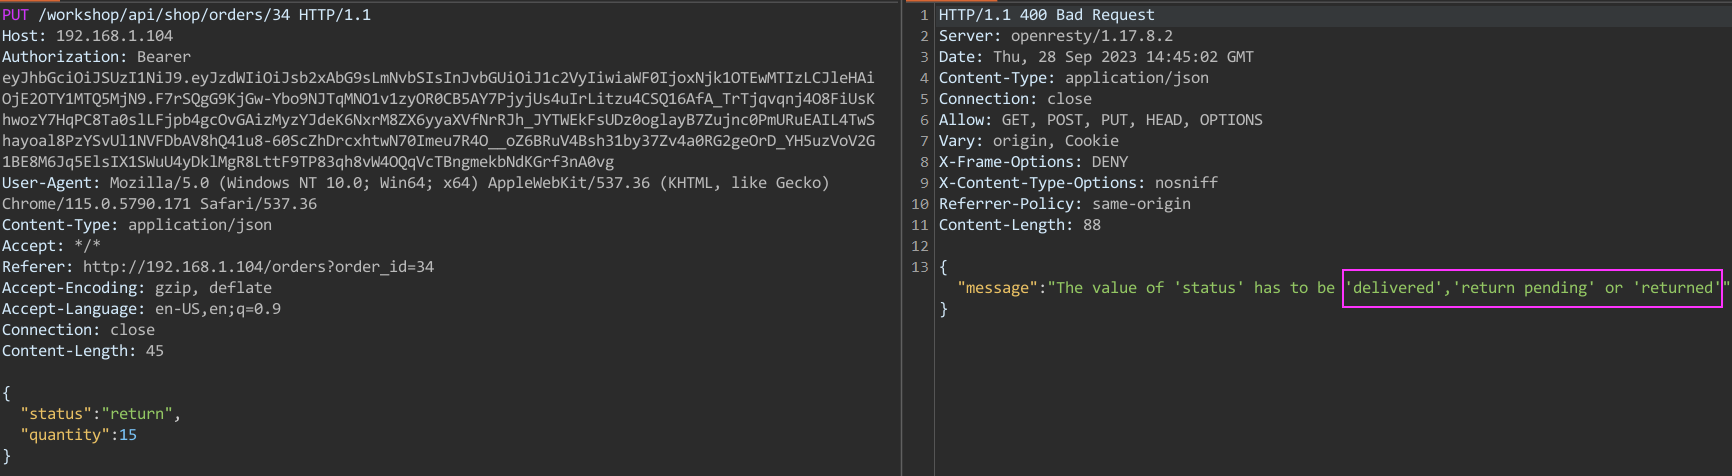 PUT /workshop/api/shop/orders/34 HTTP/1.1
Host: 192.168.1.104
Authorization: Bearer
eyJhbGciOiJSUzI1NiJ9.eyJzdWIiOiJsb2xAbG9sLmNvbSIsInJvbGUiOiJ1c2VyIiwiaWF0IjoxNjk1OTEwMTIzLCJleHAi
OjE2OTY1MTQ5MjN9.F7rSQgG9KjGw-Ybo9NJTqMNO1v1zyOR0CB5AY7PjyjUs4uIrLitzu4CSQ16AfA_TrTjqvqnj4O8FiUsK
hwozY7HqPC8Ta0slLFjpb4gcOvGAizMyzYJdeK6NxrM8ZX6yyaXVfNrRJh_JYTWEkFsUDz0oglayB7Zujnc0PmURuEAIL4TwS
hayoal8PzYSvUl1NVFDbAV8hQ41u8-60ScZhDrcxhtwN70Imeu7R4O__oZ6BRuV4Bsh31by37Zv4a0RG2geOrD_YH5uzVoV2G
1BE8M6Jq5ElsIX1SWuU4yDklMgR8LttF9TP83qh8vW4OQqVcTBngmekbNdKGrf3nA0vg
User-Agent: Mozilla/5.0 (Windows NT 10.0; Win64; x64) AppleWebKit/537.36 (KHTML, like Gecko)
Chrome/115.0.5790.171 Safari/537.36
Content-Type: application/json
Accept: */*
Referer: http://192.168.1.104/orders?order_id=34
Accept-Encoding: gzip, deflate
Accept-Language: en-US,en;q=0.9
Connection: close
Content-Length: 45
{
"status":"return",
"quantity":15
}
1 HTTP/1.1 400 Bad Request
2 Server: openresty/1.17.8.2
3 Date: Thu, 28 Sep 2023 14:45:02 GMT
4 Content-Type: application/json
5 Connection: close
6 Allow: GET, POST, PUT, HEAD, OPTIONS
7 Vary: origin, Cookie
8 X-Frame-Options: DENY
9 X-Content-Type-Options: nosniff
10 Referrer-Policy: same-origin
11 Content-Length: 88
12
13 {
"message":"The value of 'status' has to be 'delivered','return pending' or 'returned'"
}